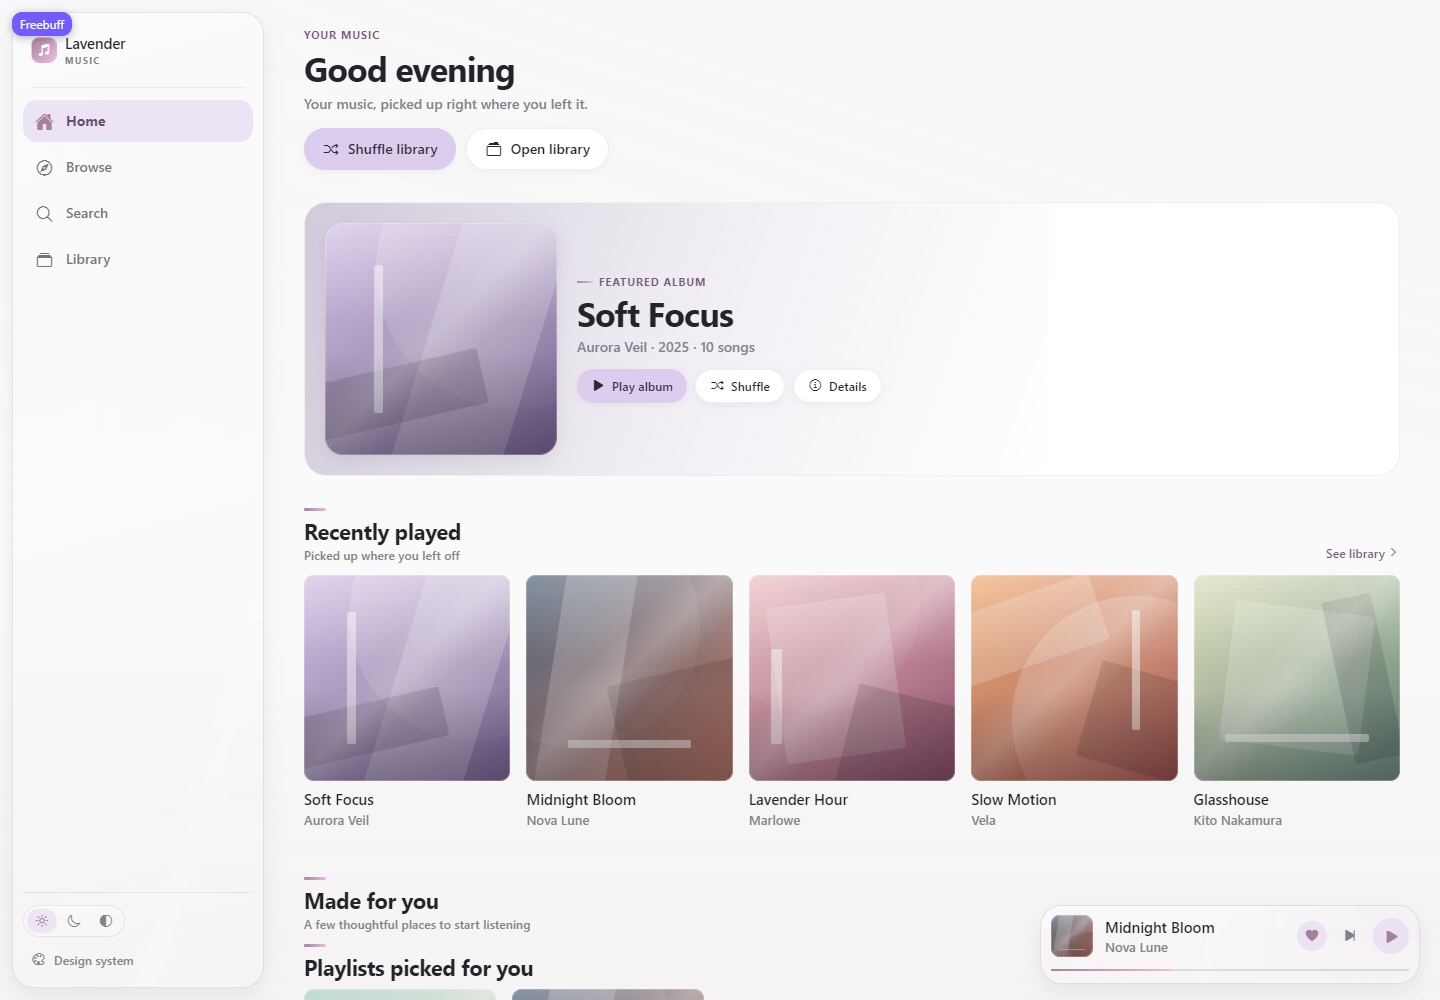 Freebuff
Lavender
MUSIC
Home
Browse
Search
Library
Design system
YOUR MUSIC
Good evening
Your music, picked up right where you left it.
Shuffle library
Open library
FEATURED ALBUM
Soft Focus
Aurora Veil · 2025 · 10 songs
Play album
Shuffle
Details
Recently played
Picked up where you left off
See library
Soft Focus
Aurora Veil
Midnight Bloom
Nova Lune
Lavender Hour
Marlowe
Slow Motion
Vela
Glasshouse
Kito Nakamura
Made for you
A few thoughtful places to start listening
Playlists picked for you
Midnight Bloom
Nova Lune